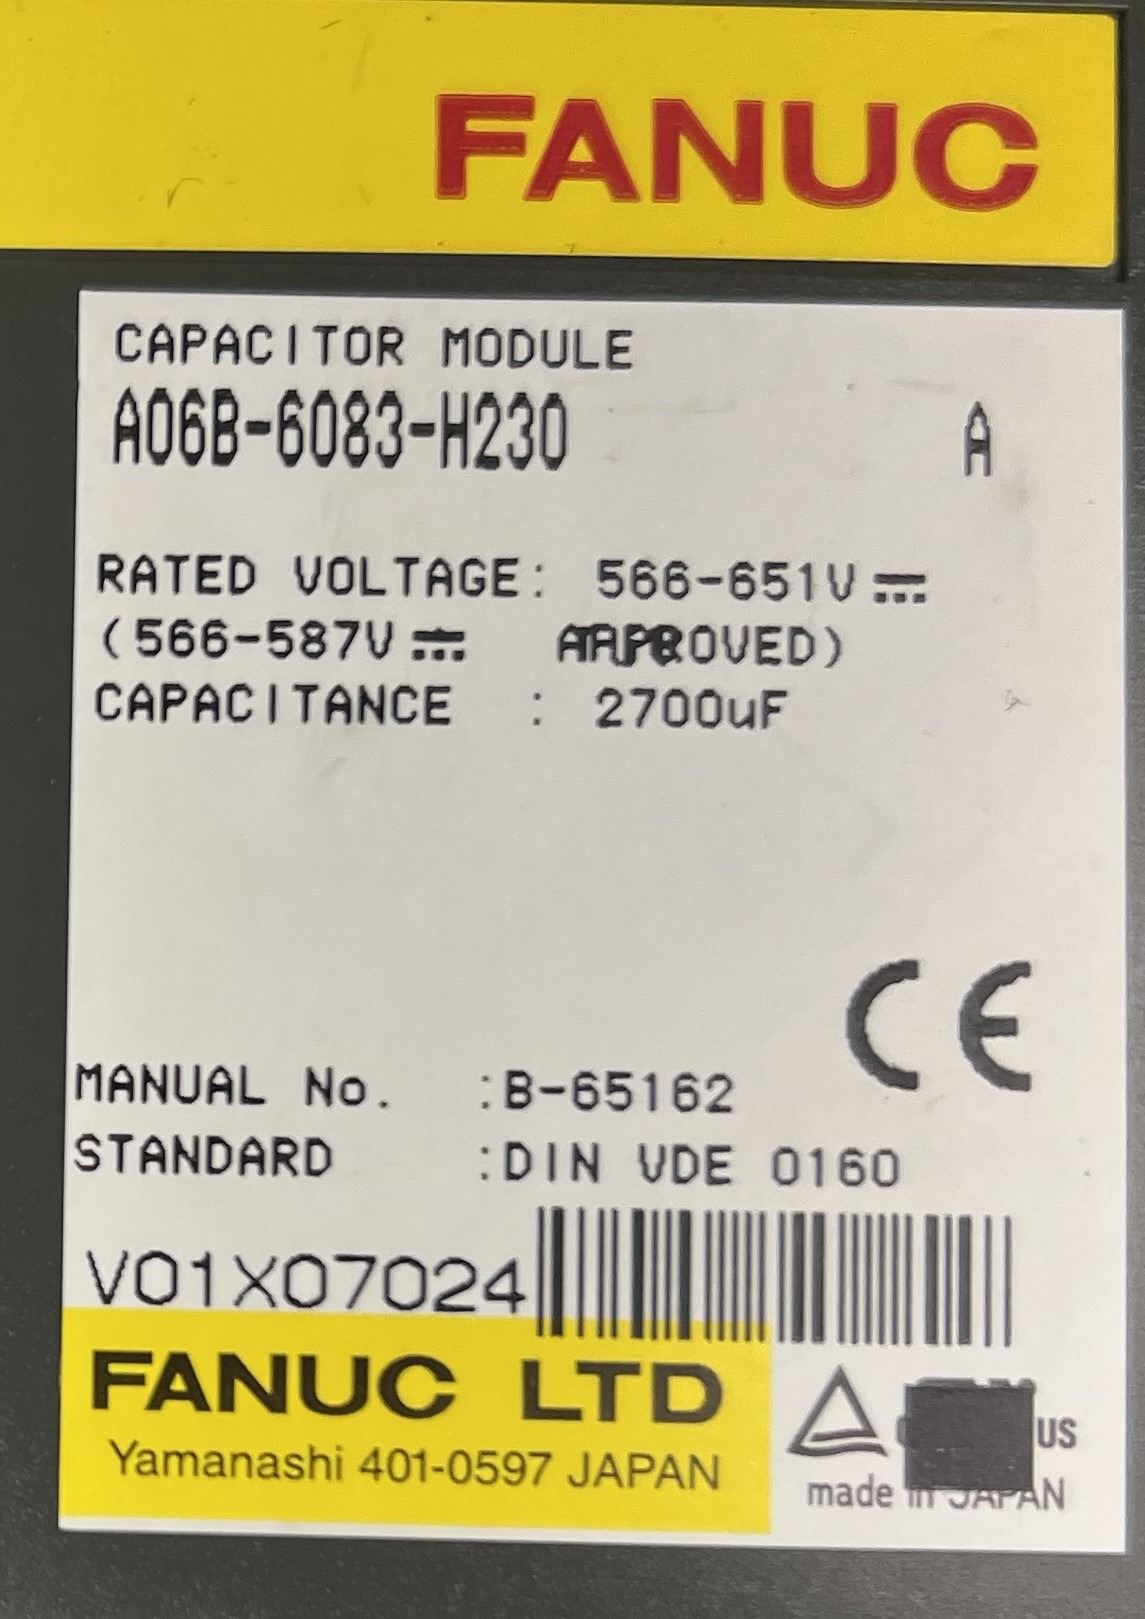 FANUC
CAPACITOR MODULE
A06B-6083-H230 A
RATED VOLTAGE: 566-651V
(566-587V
CAPACITANCE : 2700uF
CE
MANUAL No. :B-65162
STANDARD :DIN VDE 0160
V01X07024
FANUC LTD
Yamanashi 401-0597 JAPAN
US
made in JAPAN